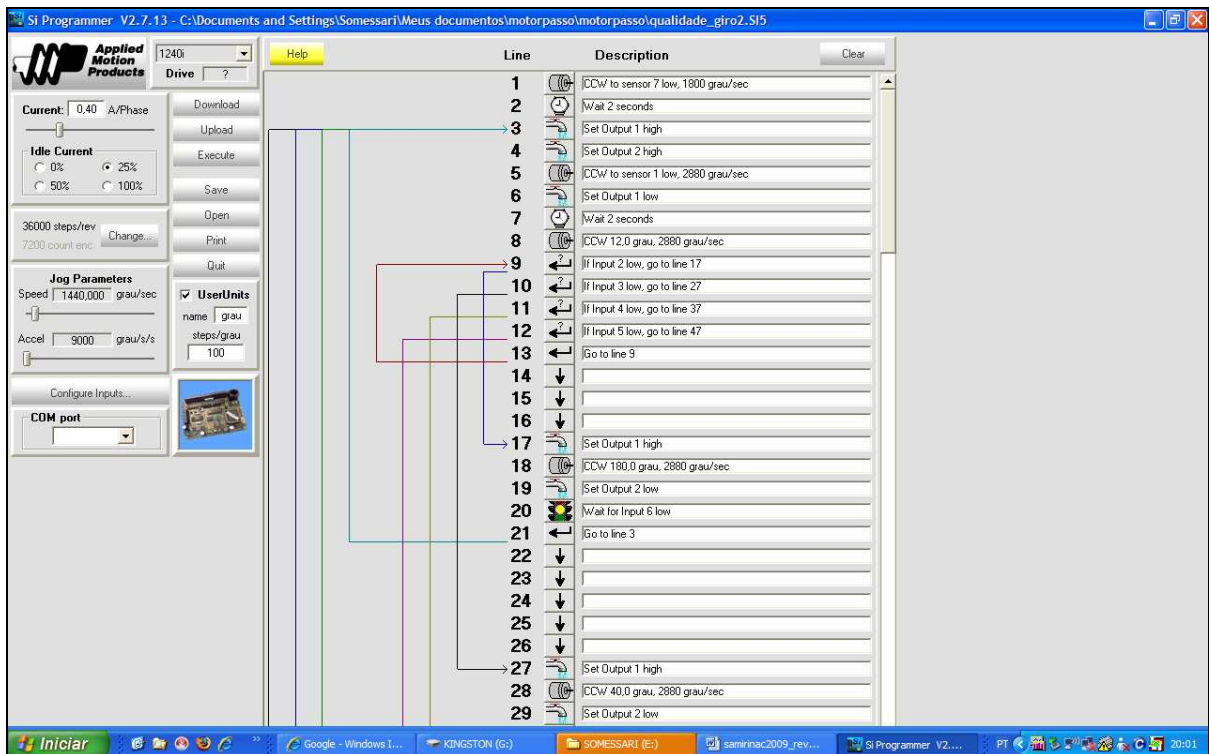 Si Programmer V2.7.13 - C:\Documents and Settings\Somessari\Meus documentos\motorpasso\motorpasso\qualidade_giro2.SI5
Applied
Motion
Products
1240i
Drive ?
Current: 0,40 A/Phase
Idle Current
0% 25%
50% 100%
36000 steps/rev
7200 count enc
Change...
Jog Parameters
Speed 1440,000 grau/sec
Accel 9000 grau/s/s
Configure Inputs...
COM port
Download
Upload
Execute
Save
Open
Print
Quit
UserUnits
name grau
steps/grau
100
Help Line Description Clear
1 CCW to sensor 7 low, 1800 grau/sec
2 Wait 2 seconds
3 Set Output 1 high
4 Set Output 2 high
5 CCW to sensor 1 low, 2880 grau/sec
6 Set Output 1 low
7 Wait 2 seconds
8 CCW 12,0 grau, 2880 grau/sec
9 If Input 2 low, go to line 17
10 If Input 3 low, go to line 27
11 If Input 4 low, go to line 37
12 If Input 5 low, go to line 47
13 Go to line 9
14
15
16
17 Set Output 1 high
18 CCW 180,0 grau, 2880 grau/sec
19 Set Output 2 low
20 Wait for Input 6 low
21 Go to line 3
22
23
24
25
26
27 Set Output 1 high
28 CCW 40,0 grau, 2880 grau/sec
29 Set Output 2 low
Iniciar Google - Windows I... KINGSTON (G:) SOMESSARI (E:) samirinac2009_rev... Si Programmer V2.... PT 20:01